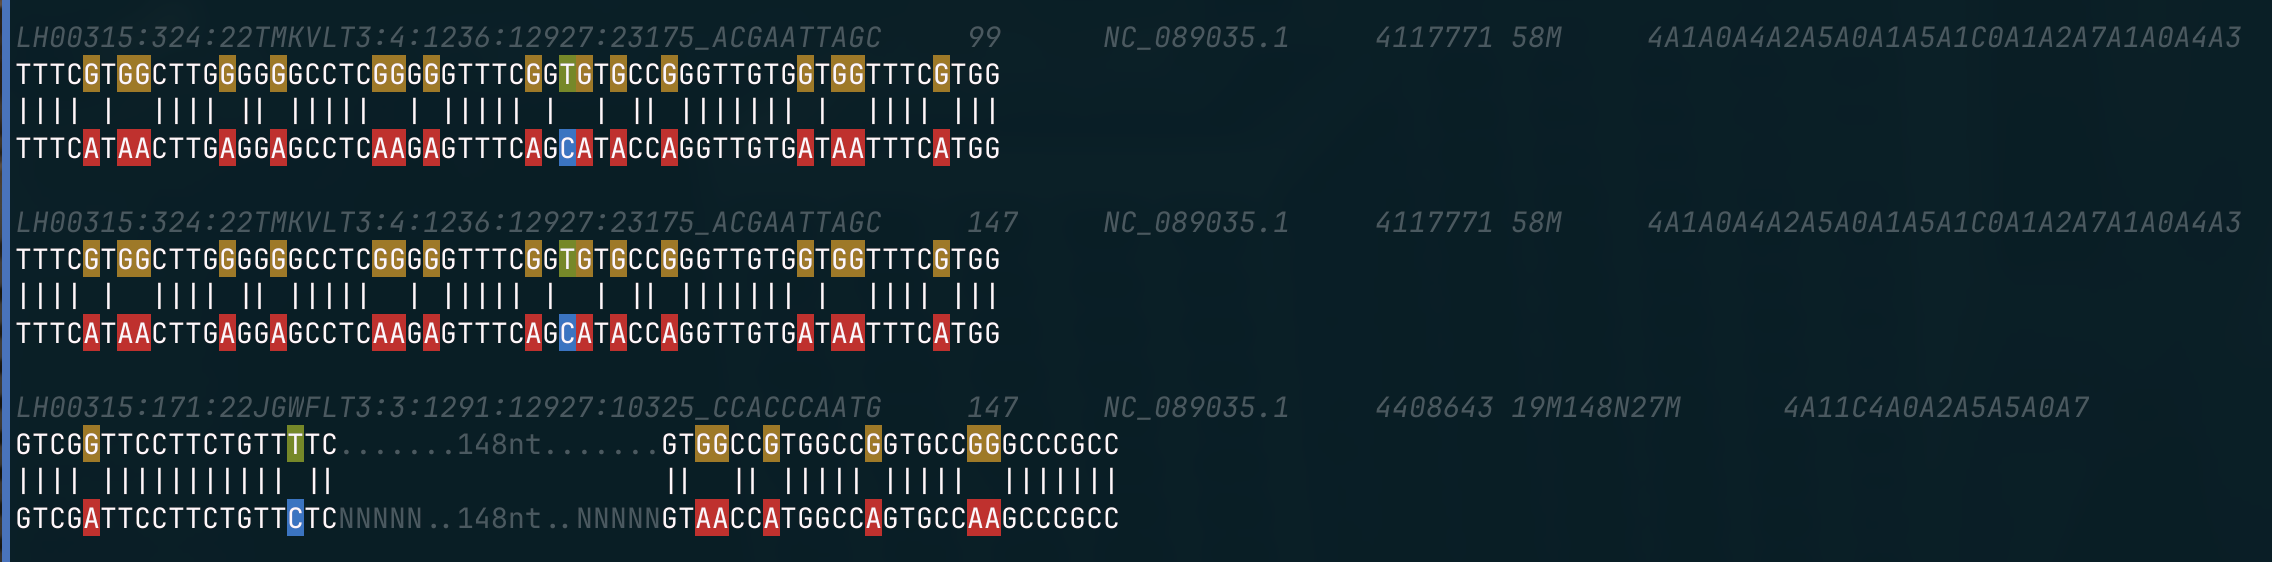 LH00315:324:22TMKVLT3:4:1236:12927:23175_ACGAATTAGC     99      NC_089035.1     4117771 58M     4A1A0A4A2A5A0A1A5A1C0A1A2A7A1A0A4A3
TTTCGTGGCTTGGGGGGCCTCGGGGGTTTCGGTGTGCCGGGTTGTGGTGGTTTCGTGG
|||| |  |||| || |||||  | ||||| |  | || ||||||| |  |||| |||
TTTCATAACTTGAGGAGCCTCAAGAGTTTCAGCATACCAGGTTGTGATAATTTCATGG
LH00315:324:22TMKVLT3:4:1236:12927:23175_ACGAATTAGC     147     NC_089035.1     4117771 58M     4A1A0A4A2A5A0A1A5A1C0A1A2A7A1A0A4A3
TTTCGTGGCTTGGGGGGCCTCGGGGGTTTCGGTGTGCCGGGTTGTGGTGGTTTCGTGG
|||| |  |||| || |||||  | ||||| |  | || ||||||| |  |||| |||
TTTCATAACTTGAGGAGCCTCAAGAGTTTCAGCATACCAGGTTGTGATAATTTCATGG
LH00315:171:22JGWFLT3:3:1291:12927:10325_CCACCCAATG     147     NC_089035.1     4408643 19M148N27M      4A11C4A0A2A5A5A0A7
GTCGGTTCCTTCTGTTTTC.......148nt.......GTGGCCGTGGCCGGTGCCGGGCCCGCC
|||| ||||||||||| ||                   ||  || ||||| |||||  |||||||
GTCGATTCCTTCTGTTCTCNNNNN..148nt..NNNNNGTAACCATGGCCAGTGCCAAGCCCGCC